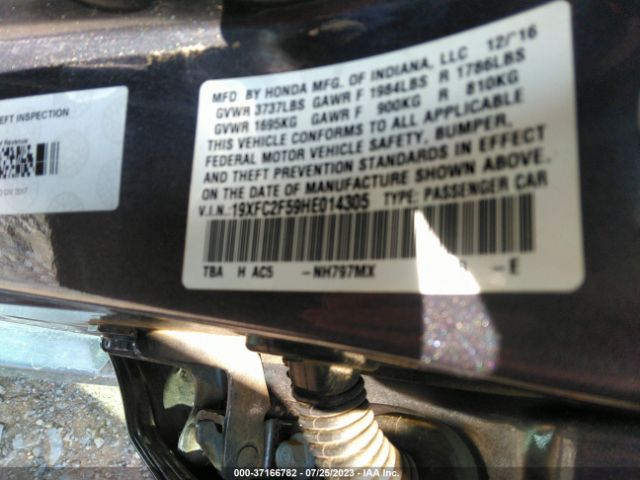 MFD BY HONDA MFG. OF INDIANA, LLC 12/'16
GVWR 3737LBS GAWR F 1984LBS R 1786LBS
GVWR 1695KG GAWR F 900KG R 810KG
THIS VEHICLE CONFORMS TO ALL APPLICABLE
FEDERAL MOTOR VEHICLE SAFETY, BUMPER,
AND THEFT PREVENTION STANDARDS IN EFFECT
ON THE DATE OF MANUFACTURE SHOWN ABOVE.
V.I.N.:19XFC2F59HE014305 TYPE: PASSENGER CAR
TBA H AC5 -NH797MX -E
EFT INSPECTION
Revenue
2017
000-37166782 - 07/25/2023 - IAA Inc.